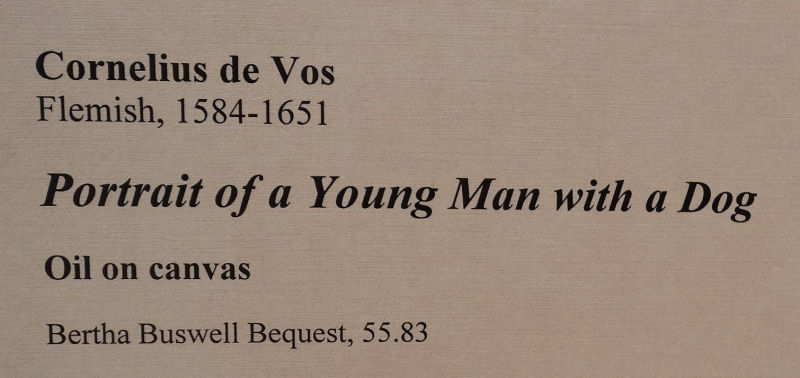 Cornelius de Vos
Flemish, 1584-1651
Portrait of a Young Man with a Dog
Oil on canvas
Bertha Buswell Bequest, 55.83